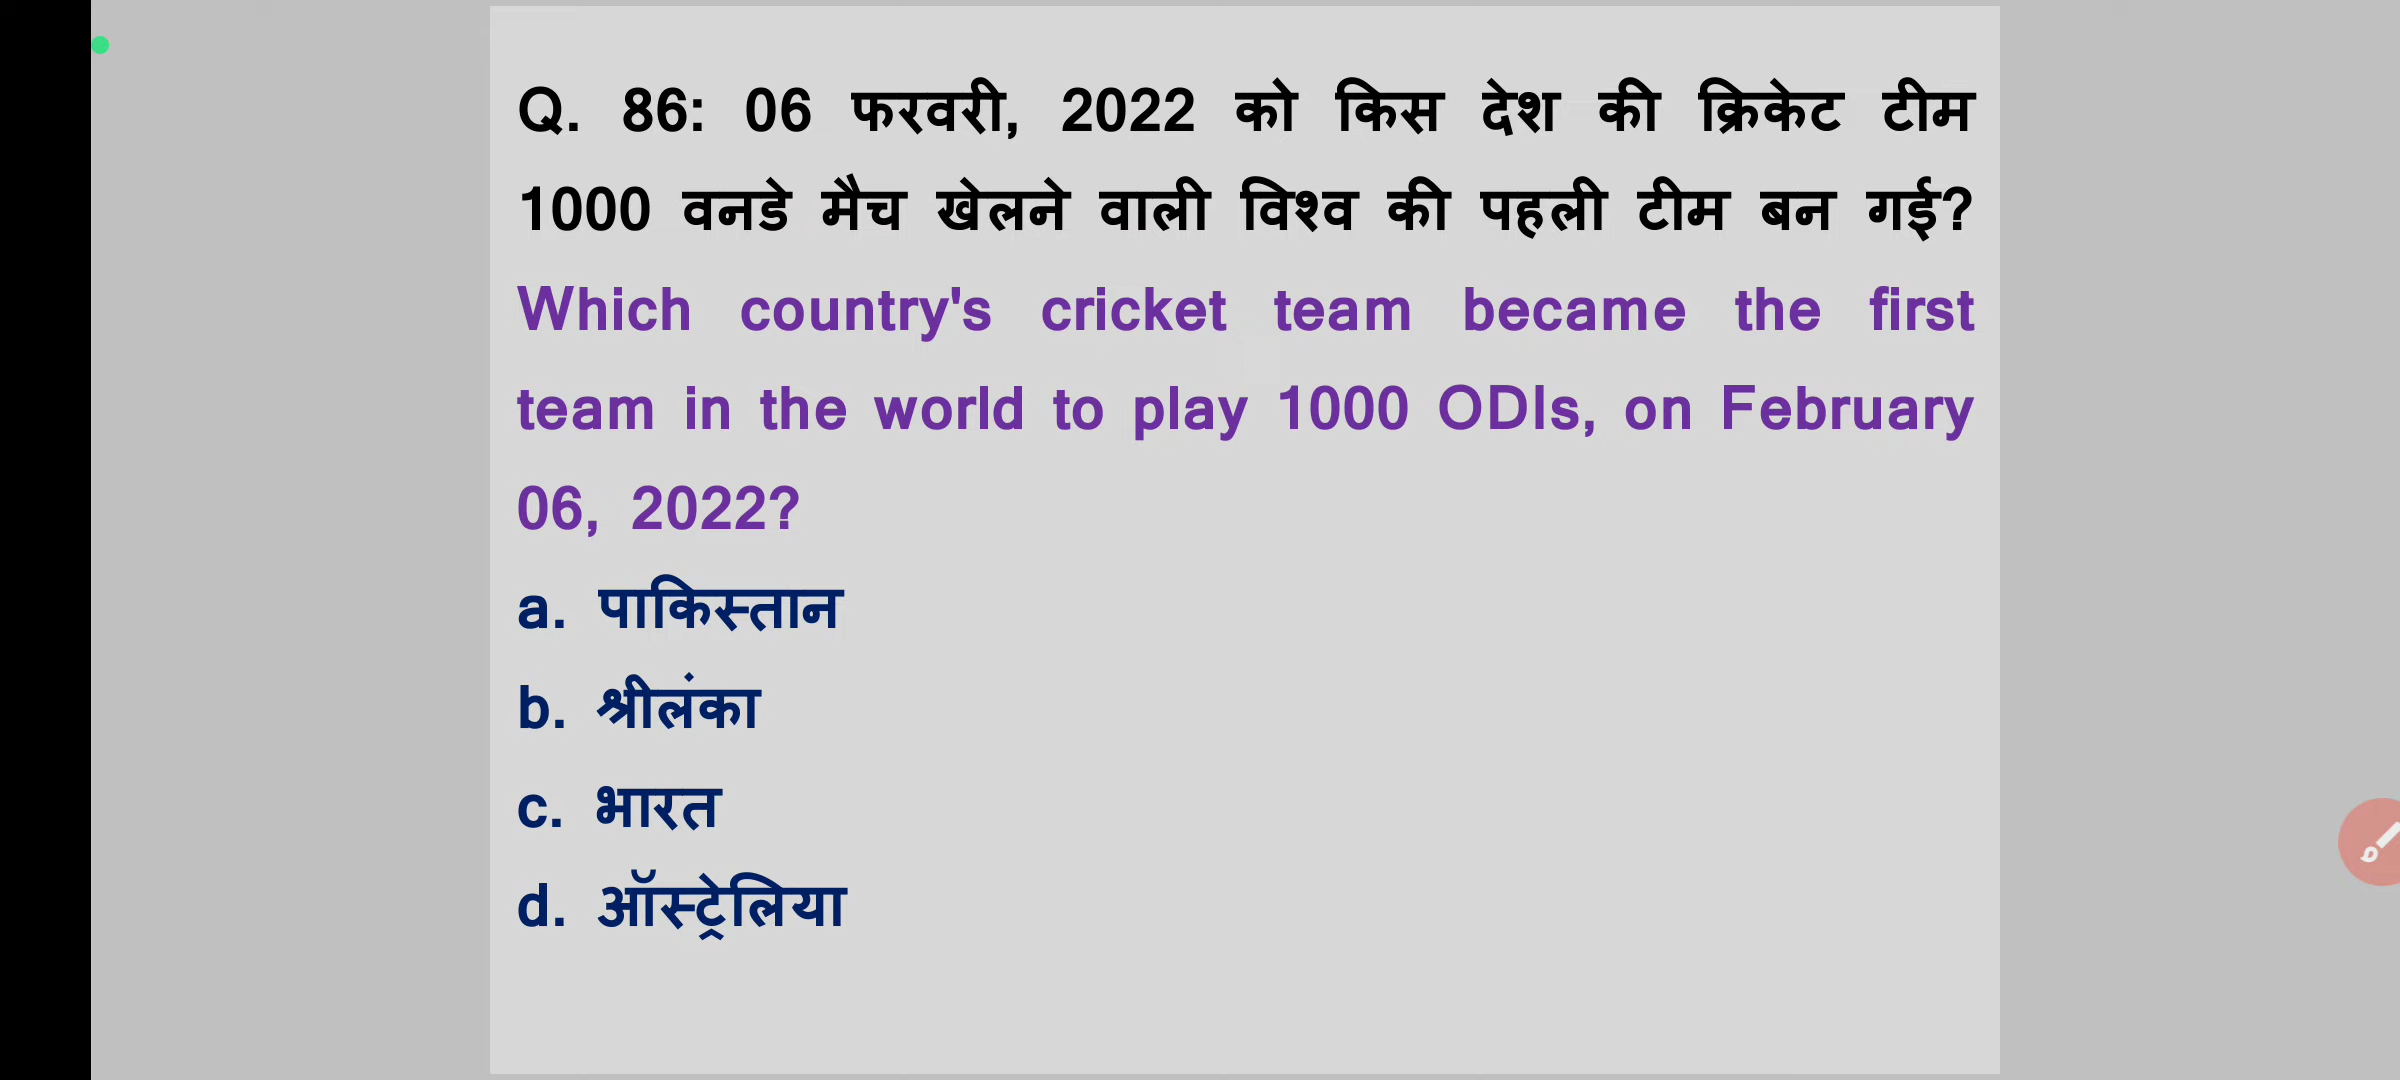 Q. 86: 06 फरवरी, 2022 को किस देश की क्रिकेट टीम
1000 वनडे मैच खेलने वाली विश्व की पहली टीम बन गई?
Which country's cricket team became the first
team in the world to play 1000 ODIs, on February
06, 2022?
a. पाकिस्तान
b. श्रीलंका
c. भारत
d. ऑस्ट्रेलिया